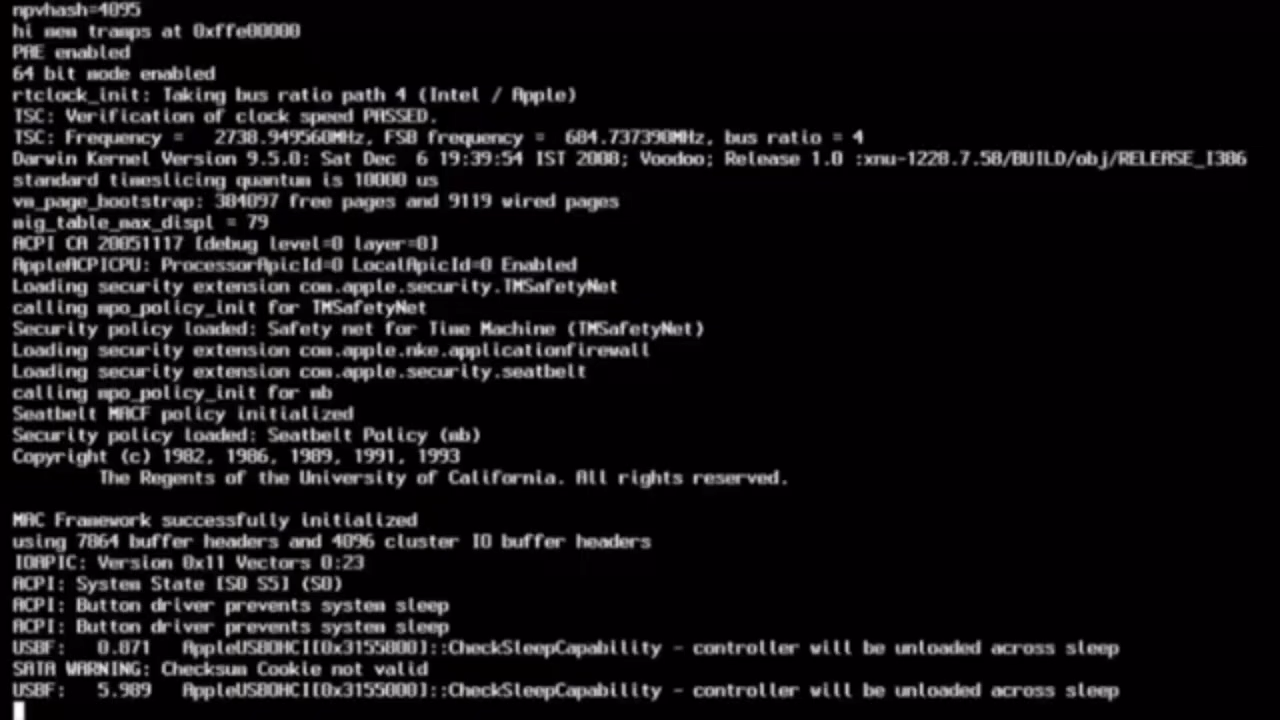 npvhash=4095
hi mem tramps at 0xffe00000
PAE enabled
64 bit mode enabled
rtclock_init: Taking bus ratio path 4 (Intel / Apple)
TSC: Verification of clock speed PASSED.
TSC: Frequency =   2738.949560MHz, FSB frequency =  684.737390MHz, bus ratio = 4
Darwin Kernel Version 9.5.0: Sat Dec  6 19:39:54 IST 2008; Voodoo; Release 1.0 :xnu-1228.7.58/BUILD/obj/RELEASE_I386
standard timeslicing quantum is 10000 us
vm_page_bootstrap: 384097 free pages and 9119 wired pages
mig_table_max_displ = 79
ACPI CA 20051117 [debug level=0 layer=0]
AppleACPICPU: ProcessorApicId=0 LocalApicId=0 Enabled
Loading security extension com.apple.security.TMSafetyNet
calling mpo_policy_init for TMSafetyNet
Security policy loaded: Safety net for Time Machine (TMSafetyNet)
Loading security extension com.apple.nke.applicationfirewall
Loading security extension com.apple.security.seatbelt
calling mpo_policy_init for mb
Seatbelt MACF policy initialized
Security policy loaded: Seatbelt Policy (mb)
Copyright (c) 1982, 1986, 1989, 1991, 1993
The Regents of the University of California. All rights reserved.
MAC Framework successfully initialized
using 7864 buffer headers and 4096 cluster IO buffer headers
IOAPIC: Version 0x11 Vectors 0:23
ACPI: System State [S0 S5] (S0)
ACPI: Button driver prevents system sleep
ACPI: Button driver prevents system sleep
USBF:   0.871   AppleUSBOHCI[0x3155800]::CheckSleepCapability - controller will be unloaded across sleep
SATA WARNING: Checksum Cookie not valid
USBF:   5.989   AppleUSBOHCI[0x3155000]::CheckSleepCapability - controller will be unloaded across sleep